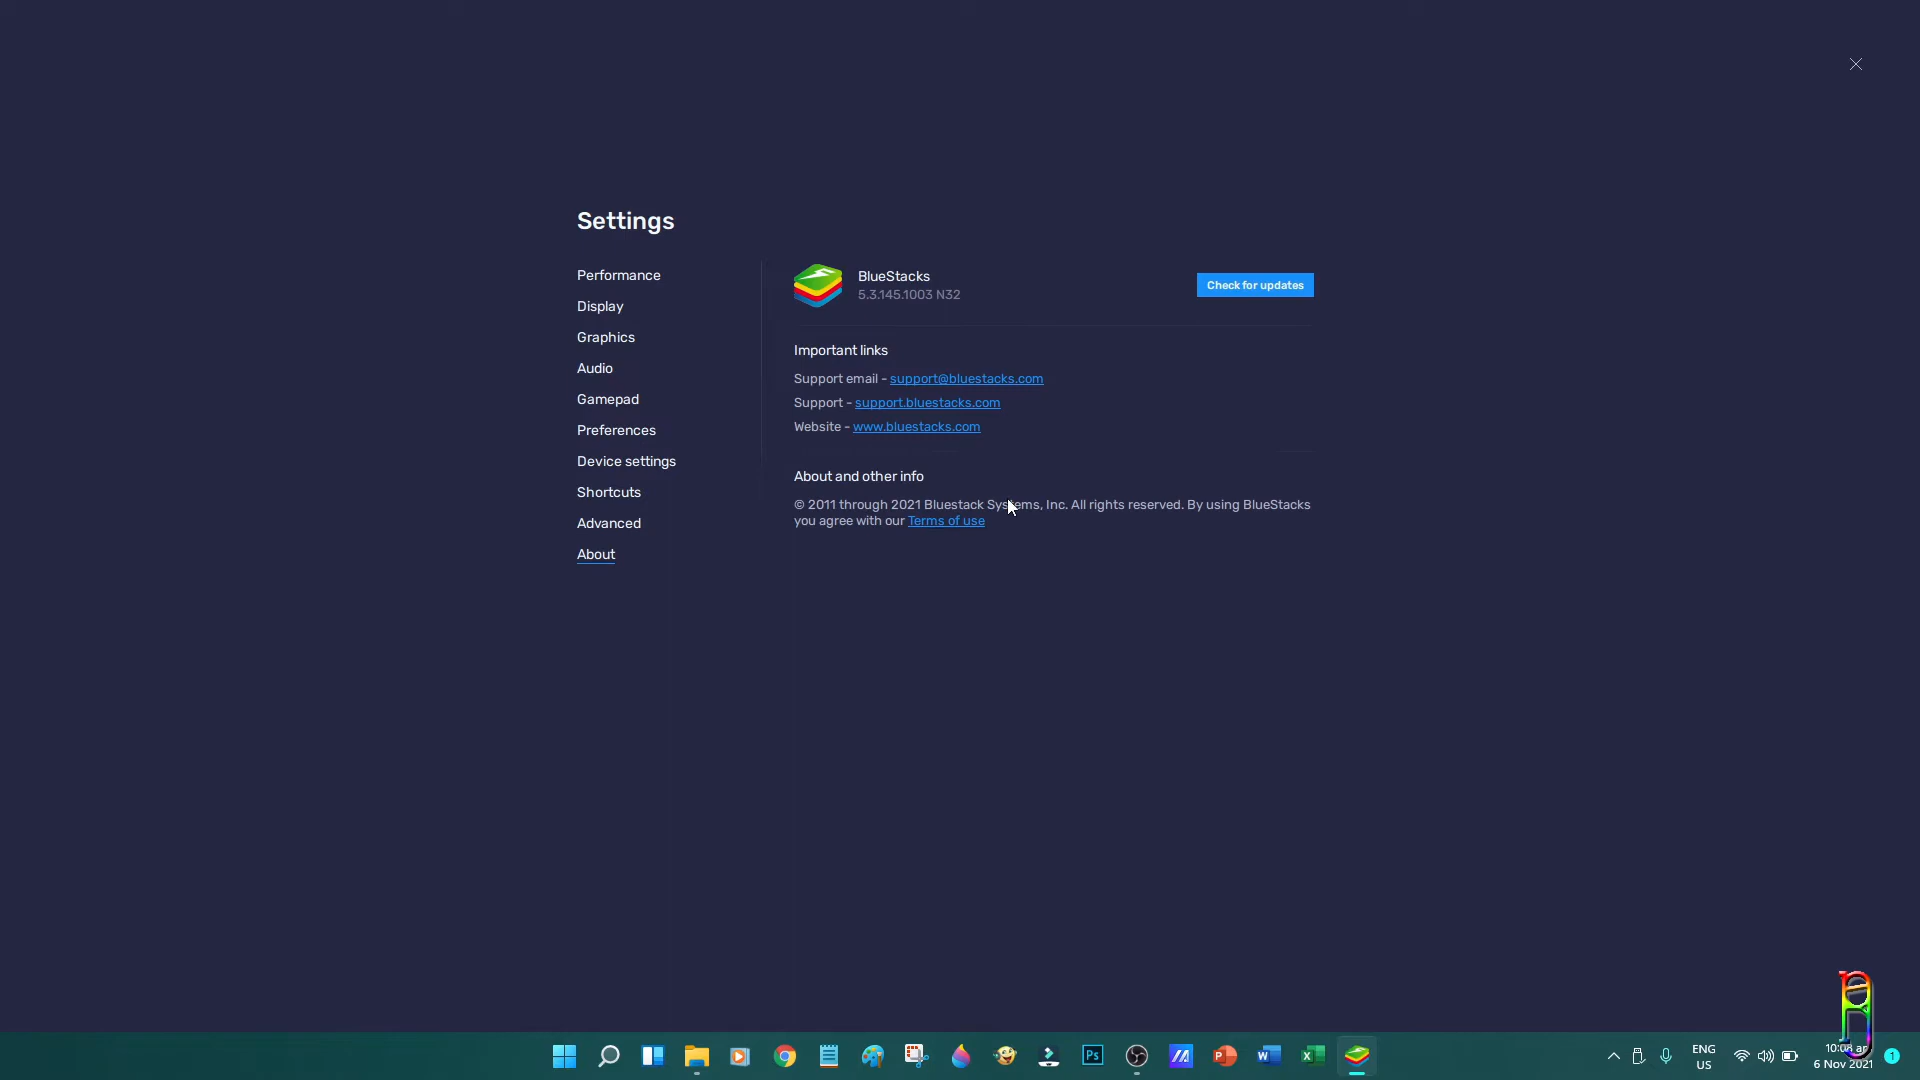 Settings
Performance
Display
Graphics
Audio
Gamepad
Preferences
Device settings
Shortcuts
Advanced
About
BlueStacks
5.3.145.1003 N32
Check for updates
Important links
Support email - support@bluestacks.com
Support - support.bluestacks.com
Website - www.bluestacks.com
About and other info
© 2011 through 2021 Bluestack Systems, Inc. All rights reserved. By using BlueStacks
you agree with our Terms of use
Ps
P
W
X
ENG
US
6 Nov 2021
1